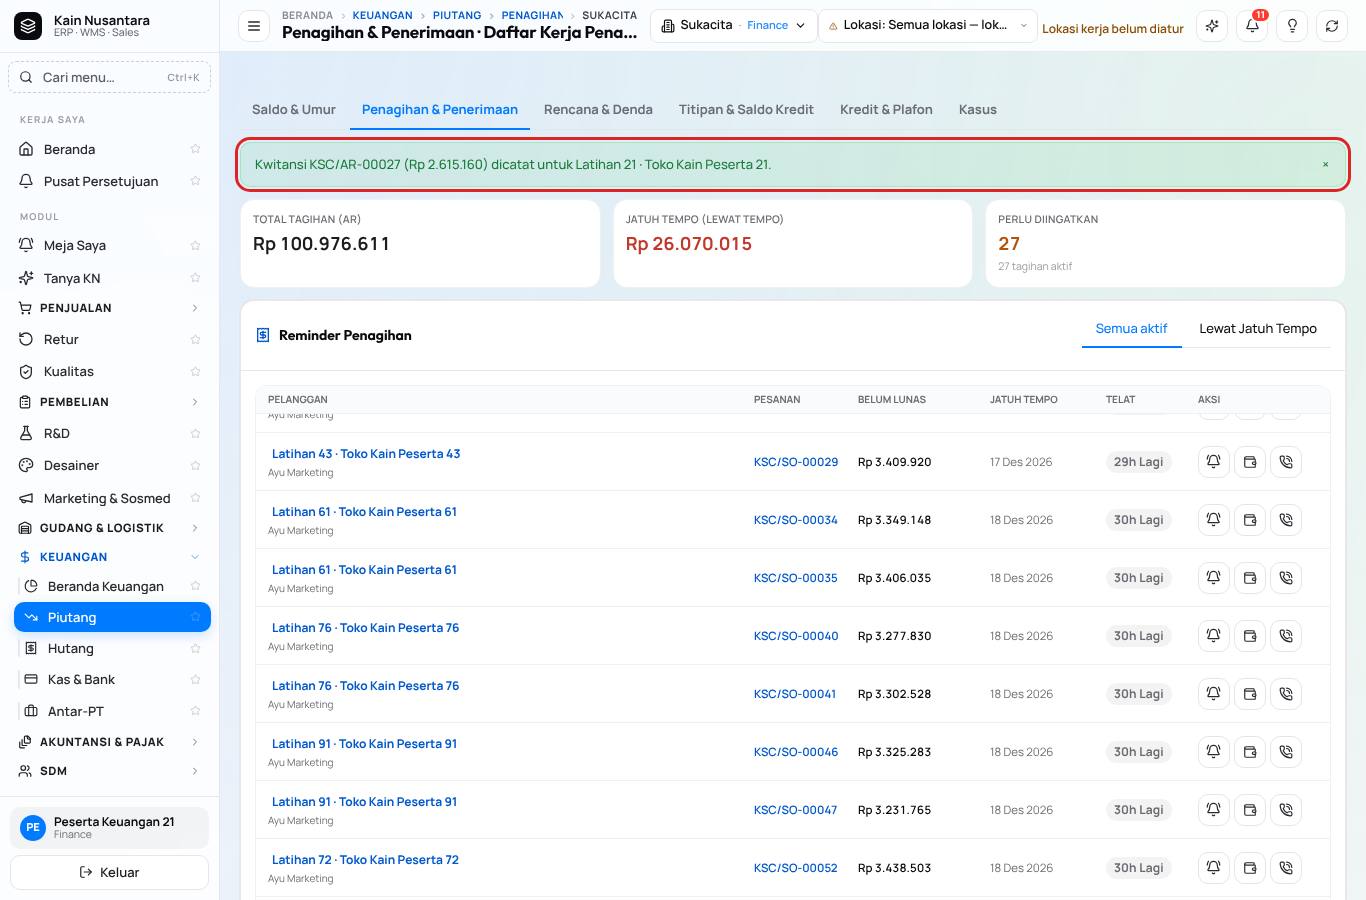 Kain Nusantara
ERP · WMS · Sales
Cari menu...
Ctrl+K
KERJA SAYA
Beranda
Pusat Persetujuan
MODUL
Meja Saya
Tanya KN
PENJUALAN
Retur
Kualitas
PEMBELIAN
R&D
Desainer
Marketing & Sosmed
GUDANG & LOGISTIK
KEUANGAN
Beranda Keuangan
Piutang
Hutang
Kas & Bank
Antar-PT
AKUNTANSI & PAJAK
SDM
PE
Peserta Keuangan 21
Finance
Keluar
BERANDA > KEUANGAN > PIUTANG > PENAGIHAN > SUKACITA
Penagihan & Penerimaan · Daftar Kerja Pena...
Sukacita · Finance
Lokasi: Semua lokasi — lok...
Lokasi kerja belum diatur
11
Saldo & Umur
Penagihan & Penerimaan
Rencana & Denda
Titipan & Saldo Kredit
Kredit & Plafon
Kasus
Kwitansi KSC/AR-00027 (Rp 2.615.160) dicatat untuk Latihan 21 · Toko Kain Peserta 21.
×
TOTAL TAGIHAN (AR)
Rp 100.976.611
JATUH TEMPO (LEWAT TEMPO)
Rp 26.070.015
PERLU DIINGATKAN
27
27 tagihan aktif
Reminder Penagihan
Semua aktif
Lewat Jatuh Tempo
PELANGGAN PESANAN BELUM LUNAS JATUH TEMPO TELAT AKSI
Ayu Marketing
Latihan 43 · Toko Kain Peserta 43
Ayu Marketing
KSC/SO-00029 Rp 3.409.920 17 Des 2026 29h Lagi
Latihan 61 · Toko Kain Peserta 61
Ayu Marketing
KSC/SO-00034 Rp 3.349.148 18 Des 2026 30h Lagi
Latihan 61 · Toko Kain Peserta 61
Ayu Marketing
KSC/SO-00035 Rp 3.406.035 18 Des 2026 30h Lagi
Latihan 76 · Toko Kain Peserta 76
Ayu Marketing
KSC/SO-00040 Rp 3.277.830 18 Des 2026 30h Lagi
Latihan 76 · Toko Kain Peserta 76
Ayu Marketing
KSC/SO-00041 Rp 3.302.528 18 Des 2026 30h Lagi
Latihan 91 · Toko Kain Peserta 91
Ayu Marketing
KSC/SO-00046 Rp 3.325.283 18 Des 2026 30h Lagi
Latihan 91 · Toko Kain Peserta 91
Ayu Marketing
KSC/SO-00047 Rp 3.231.765 18 Des 2026 30h Lagi
Latihan 72 · Toko Kain Peserta 72
Ayu Marketing
KSC/SO-00052 Rp 3.438.503 18 Des 2026 30h Lagi